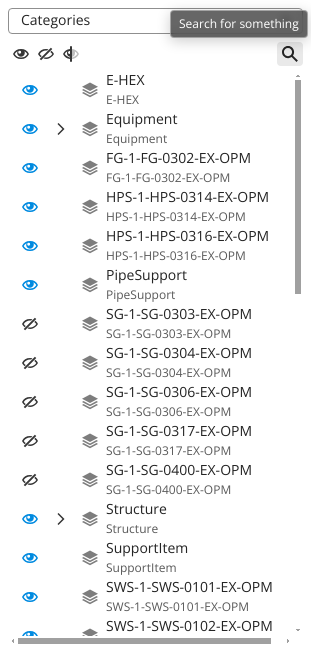 Categories
Search for something
E-HEX
E-HEX
Equipment
Equipment
FG-1-FG-0302-EX-OPM
FG-1-FG-0302-EX-OPM
HPS-1-HPS-0314-EX-OPM
HPS-1-HPS-0314-EX-OPM
HPS-1-HPS-0316-EX-OPM
HPS-1-HPS-0316-EX-OPM
PipeSupport
PipeSupport
SG-1-SG-0303-EX-OPM
SG-1-SG-0303-EX-OPM
SG-1-SG-0304-EX-OPM
SG-1-SG-0304-EX-OPM
SG-1-SG-0306-EX-OPM
SG-1-SG-0306-EX-OPM
SG-1-SG-0317-EX-OPM
SG-1-SG-0317-EX-OPM
SG-1-SG-0400-EX-OPM
SG-1-SG-0400-EX-OPM
Structure
Structure
SupportItem
SupportItem
SWS-1-SWS-0101-EX-OPM
SWS-1-SWS-0101-EX-OPM
SWS-1-SWS-0102-EX-OPM